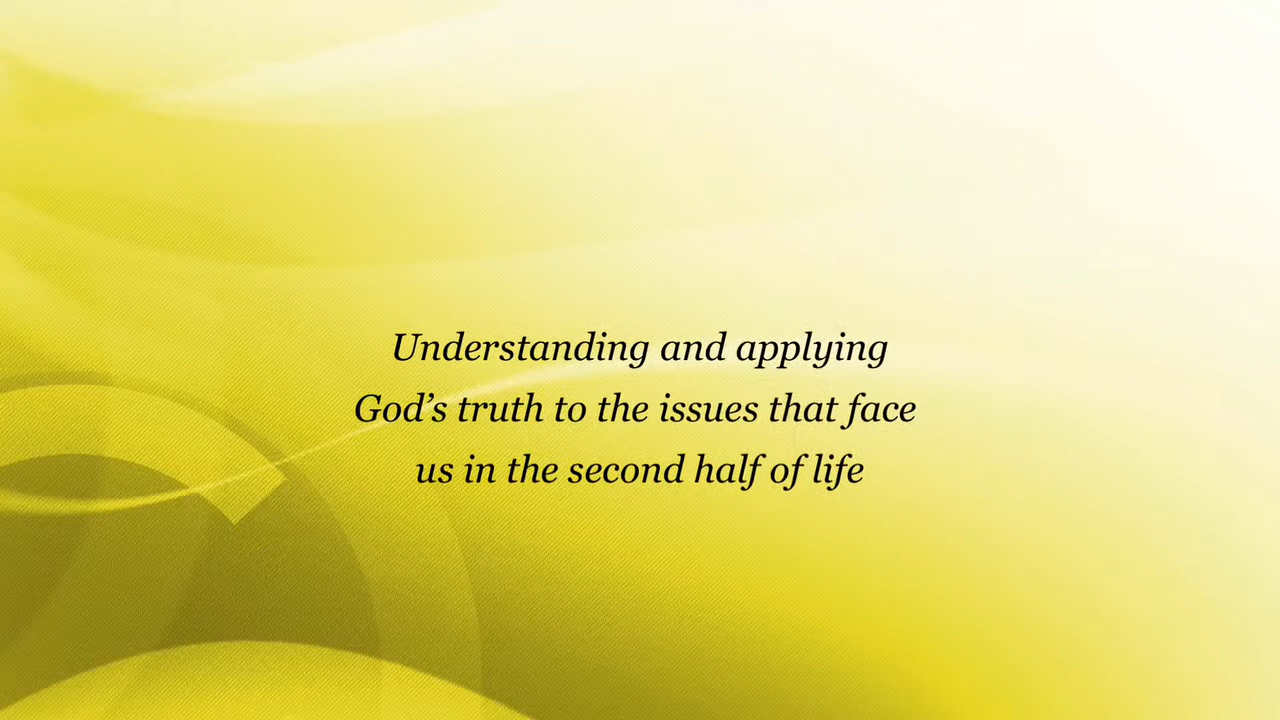 Understanding and applying
God’s truth to the issues that face
us in the second half of life